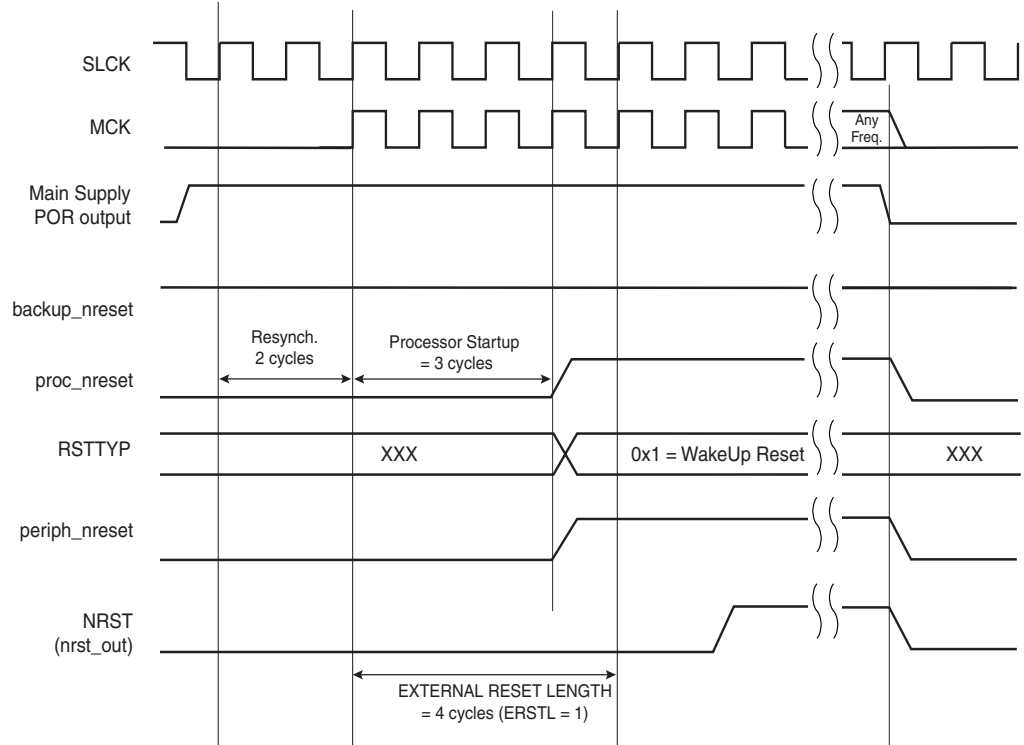 SLCK
MCK
Any
Freq.
Main Supply
POR output
backup_nreset
Resynch.
2 cycles
Processor Startup
= 3 cycles
proc_nreset
RSTTYP
XXX
0x1 = WakeUp Reset
XXX
periph_nreset
NRST
(nrst_out)
EXTERNAL RESET LENGTH
= 4 cycles (ERSTL = 1)